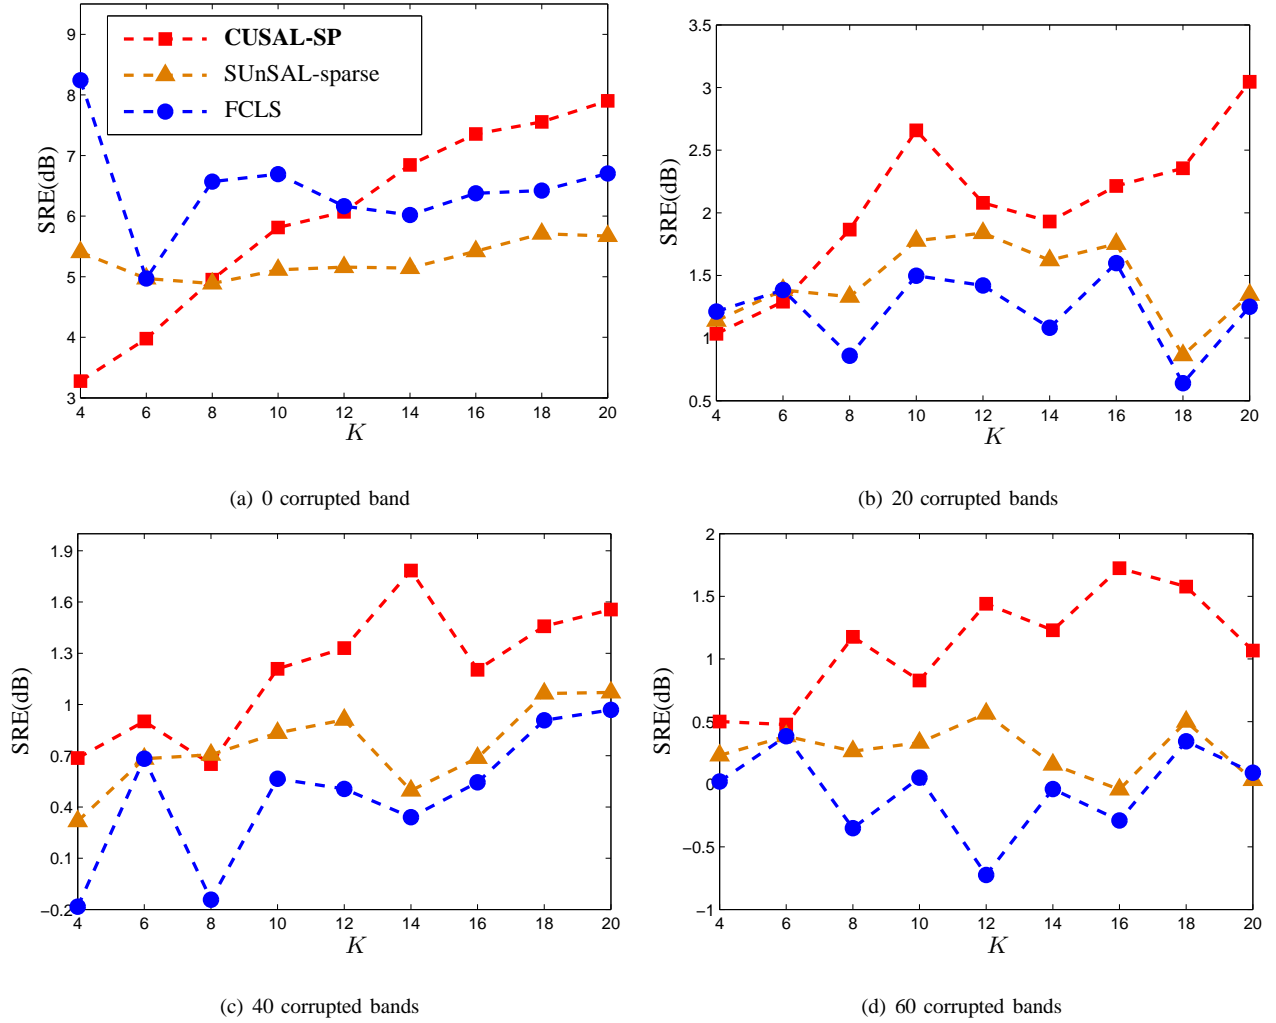 CUSAL-SP
SUnSAL-sparse
FCLS
SRE(dB)
9
8
7
6
5
4
3
4 6 8 10 12 14 16 18 20
K
(a) 0 corrupted band
SRE(dB)
3.5
3
2.5
2
1.5
1
0.5
4 6 8 10 12 14 16 18 20
K
(b) 20 corrupted bands
SRE(dB)
1.9
1.6
1.3
1
0.7
0.4
0.1
−0.2
4 6 8 10 12 14 16 18 20
K
(c) 40 corrupted bands
SRE(dB)
2
1.5
1
0.5
0
−0.5
−1
4 6 8 10 12 14 16 18 20
K
(d) 60 corrupted bands